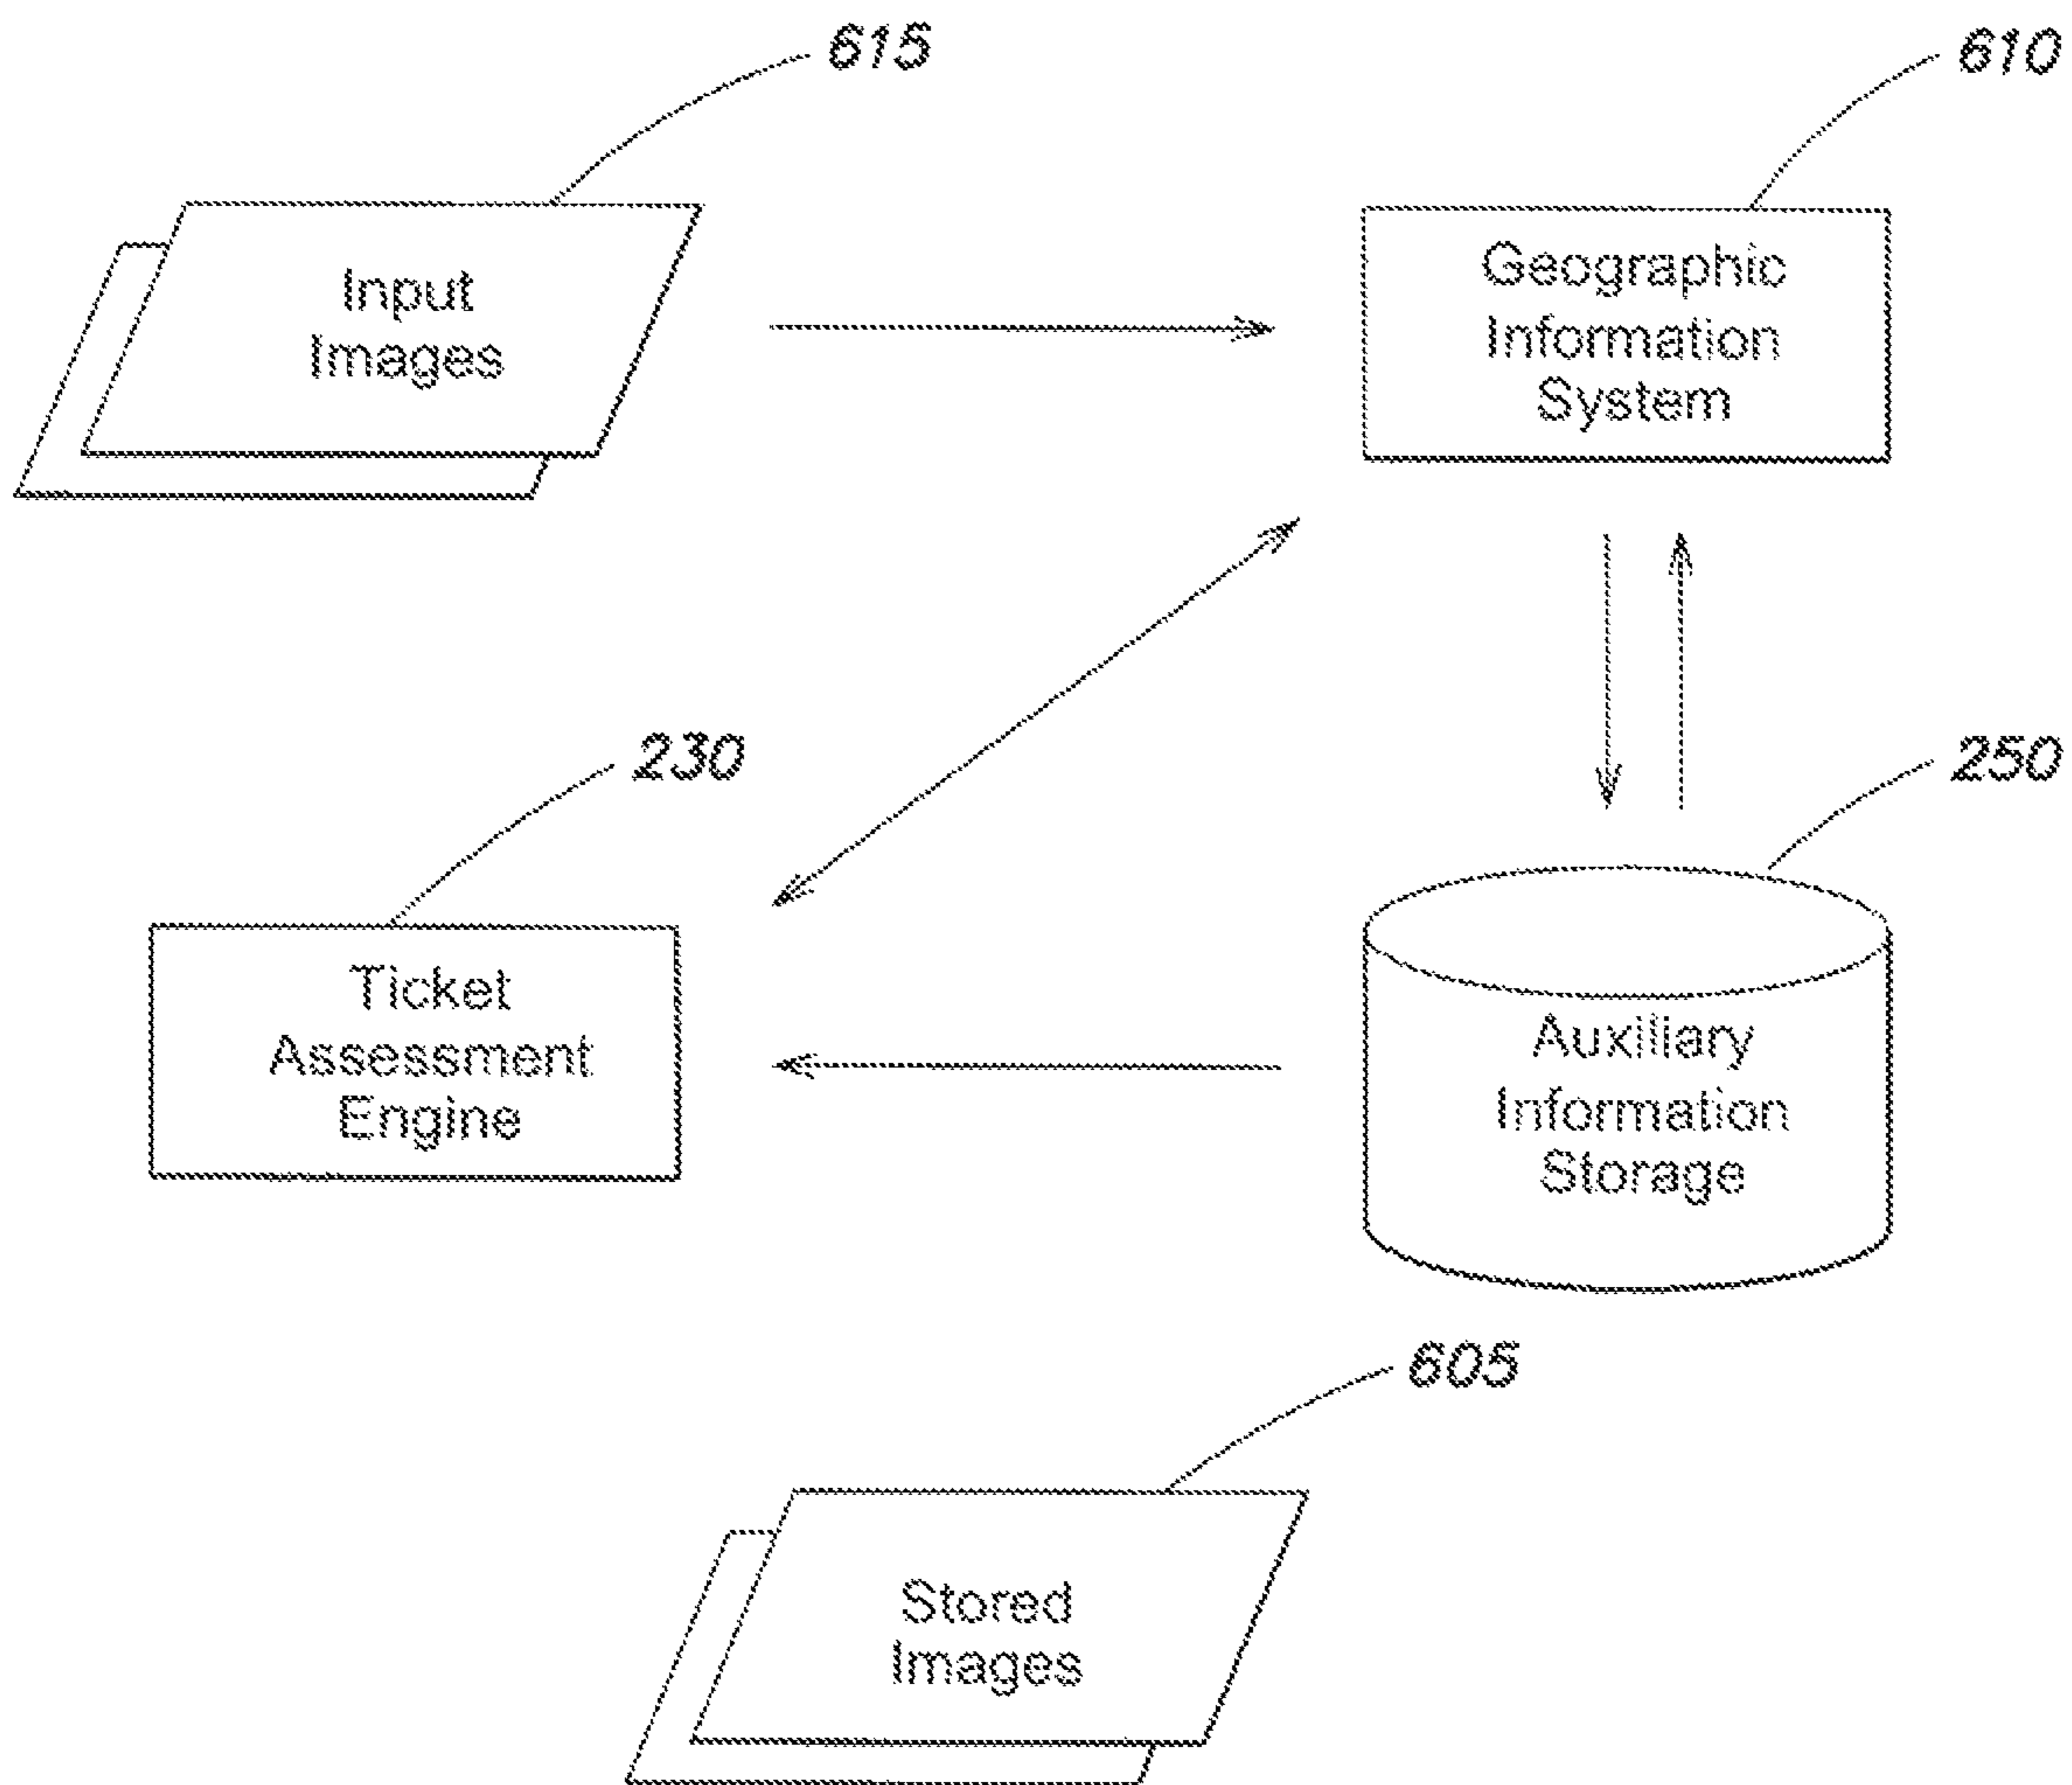 615
610
Input
Images
Geographic
Information
System
230
250
Ticket
Assessment
Engine
Auxiliary
Information
Storage
605
Stored
Images